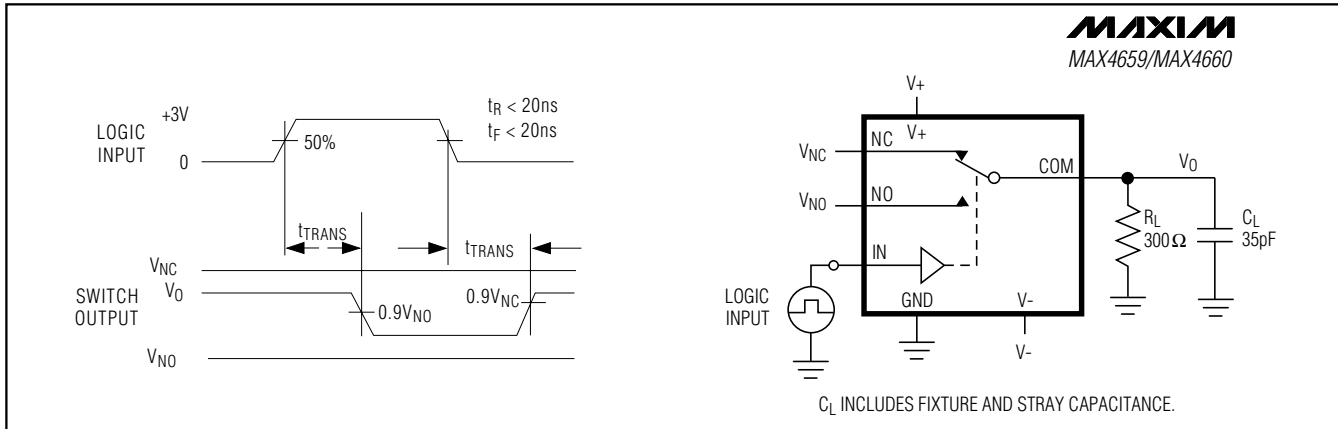 MAXIM
MAX4659/MAX4660
LOGIC
INPUT
+3V
0
50%
tR < 20ns
tF < 20ns
tTRANS
tTRANS
VNC
SWITCH
OUTPUT
VO
0.9VNO
0.9VNC
VNO
V+
V+
VNC
NC
COM
VO
VNO
NO
RL
300Ω
CL
35pF
IN
LOGIC
INPUT
GND
V-
V-
CL INCLUDES FIXTURE AND STRAY CAPACITANCE.